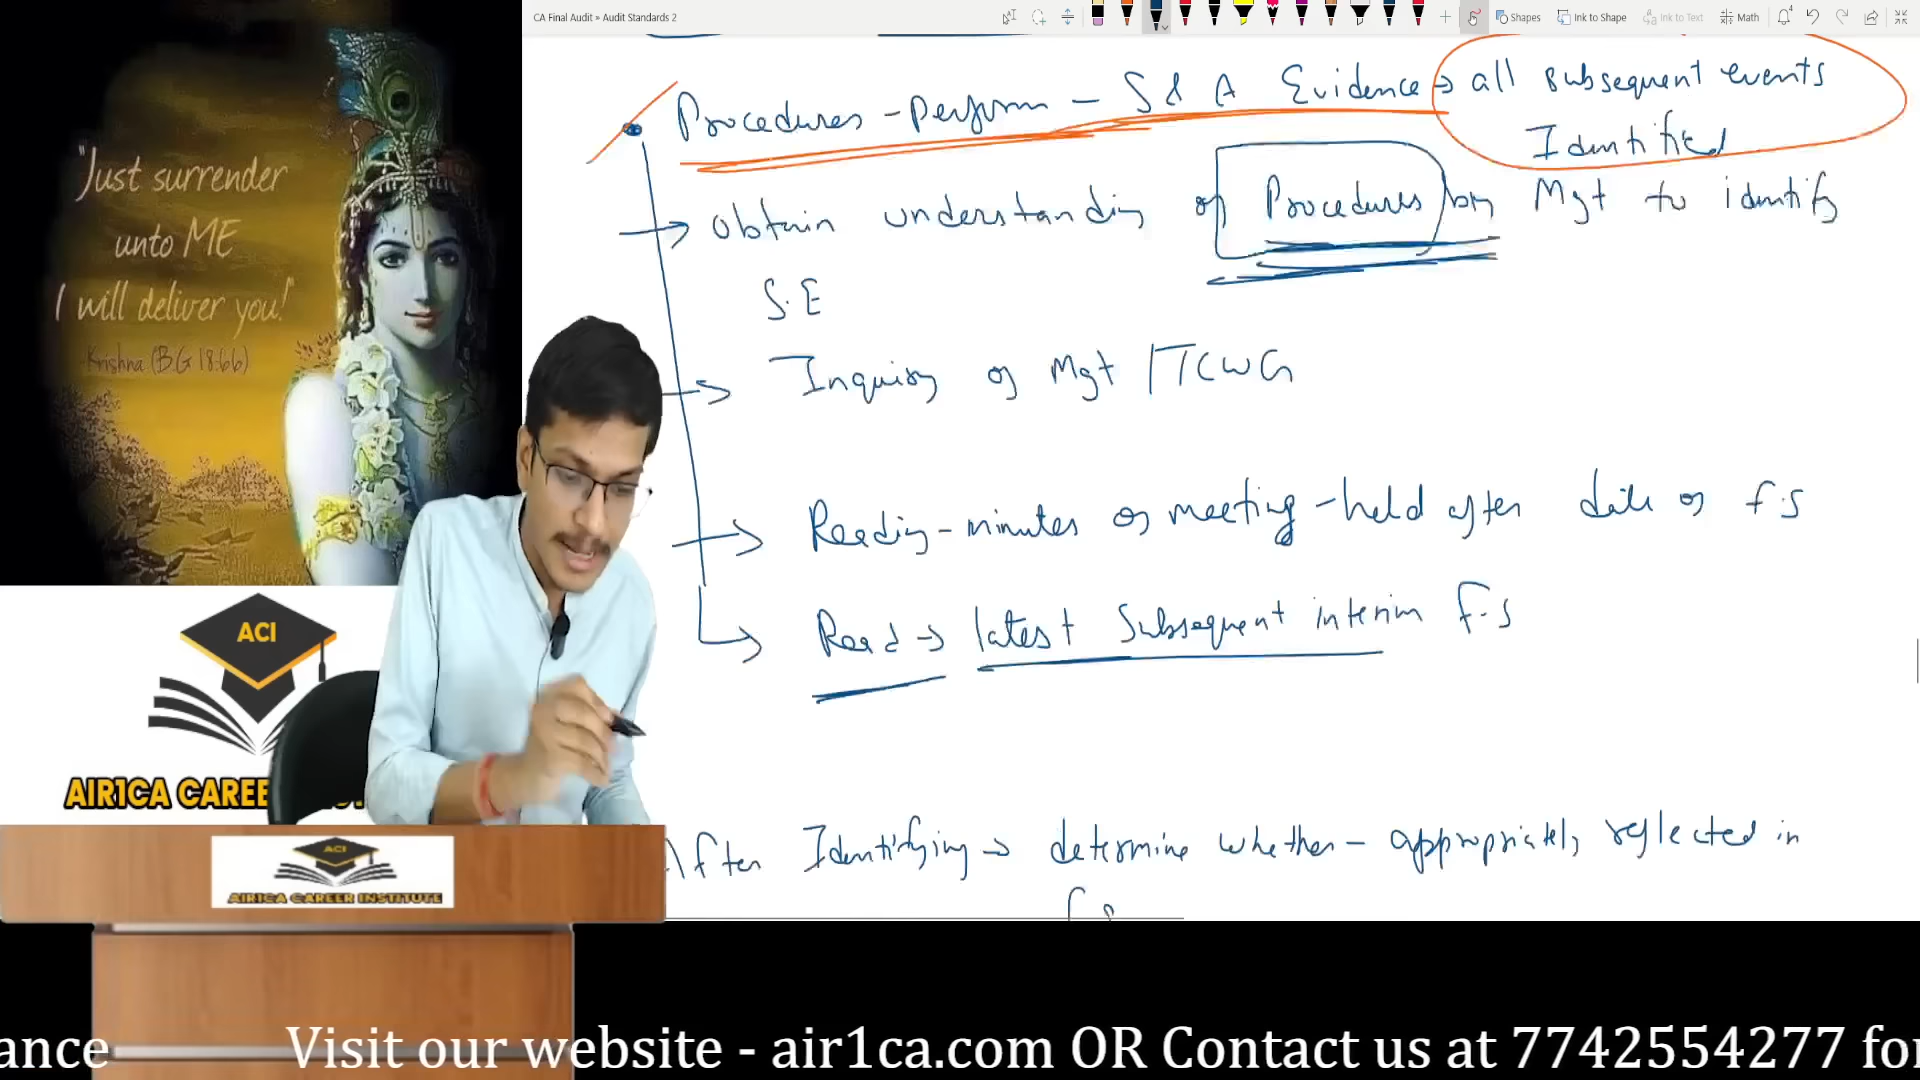 CA Final Audit » Audit Standards 2
Shapes
Ink to Shape
Ink to Text
Math
"Just surrender
unto ME
I will deliver you!"
-Krishna (B.G 18:66)
Procedures - Perform - S & A Evidence → all subsequent events
Identified
→ obtain understanding of Procedures by Mgt to identify
S.E
→ Inquiry of Mgt / TCWG
→ Reading - minutes of meeting - held after date of F.S
→ Read → latest subsequent interim F.S
After Identifying → determine whether - appropriately reflected in
ACI
AIR1CA CAREE
ACI
AIR1CA CAREER INSTITUTE
ance Visit our website - air1ca.com OR Contact us at 7742554277 for